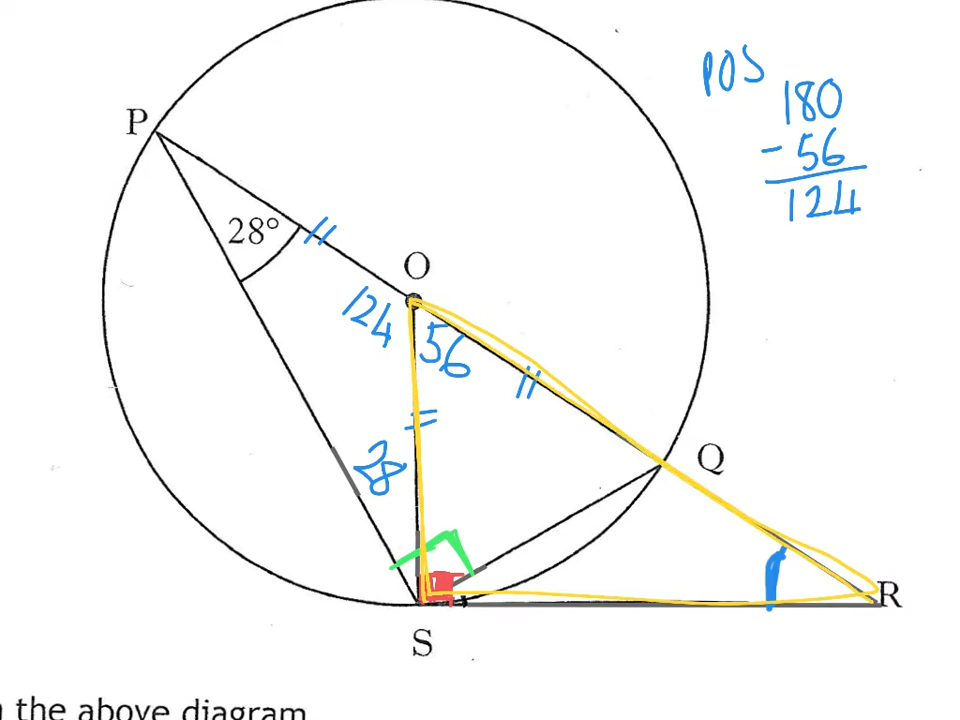 POS
180
- 56
124
P
28°
O
124
56
28
Q
R
S
the above diagram